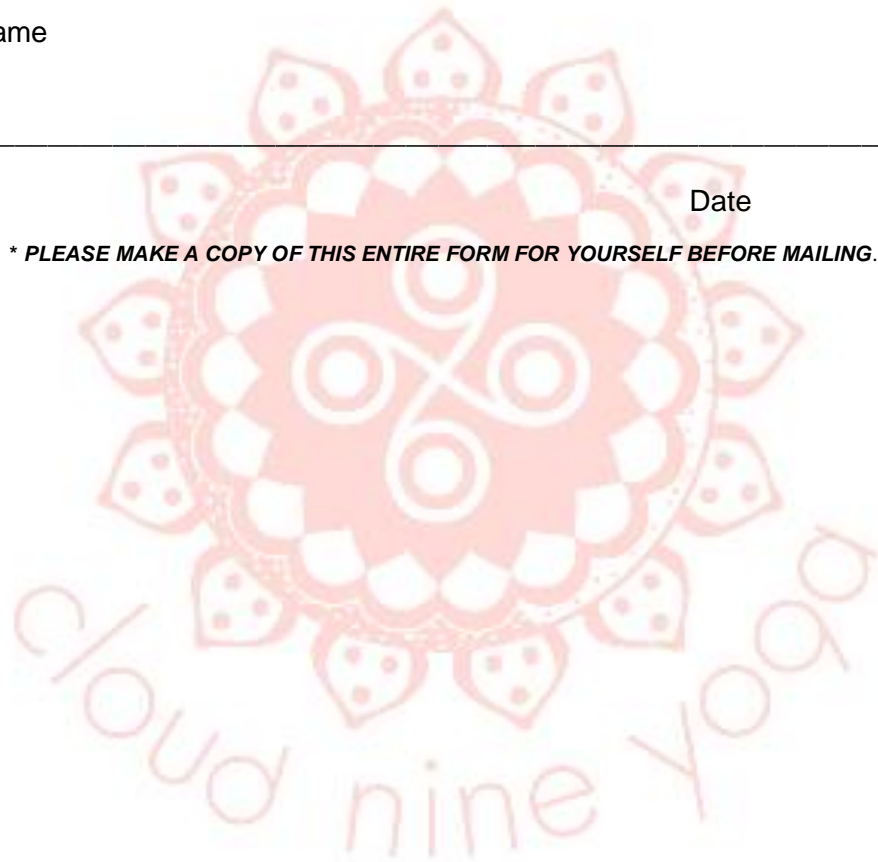 ame
Date
* PLEASE MAKE A COPY OF THIS ENTIRE FORM FOR YOURSELF BEFORE MAILING.
cloud nine yoga